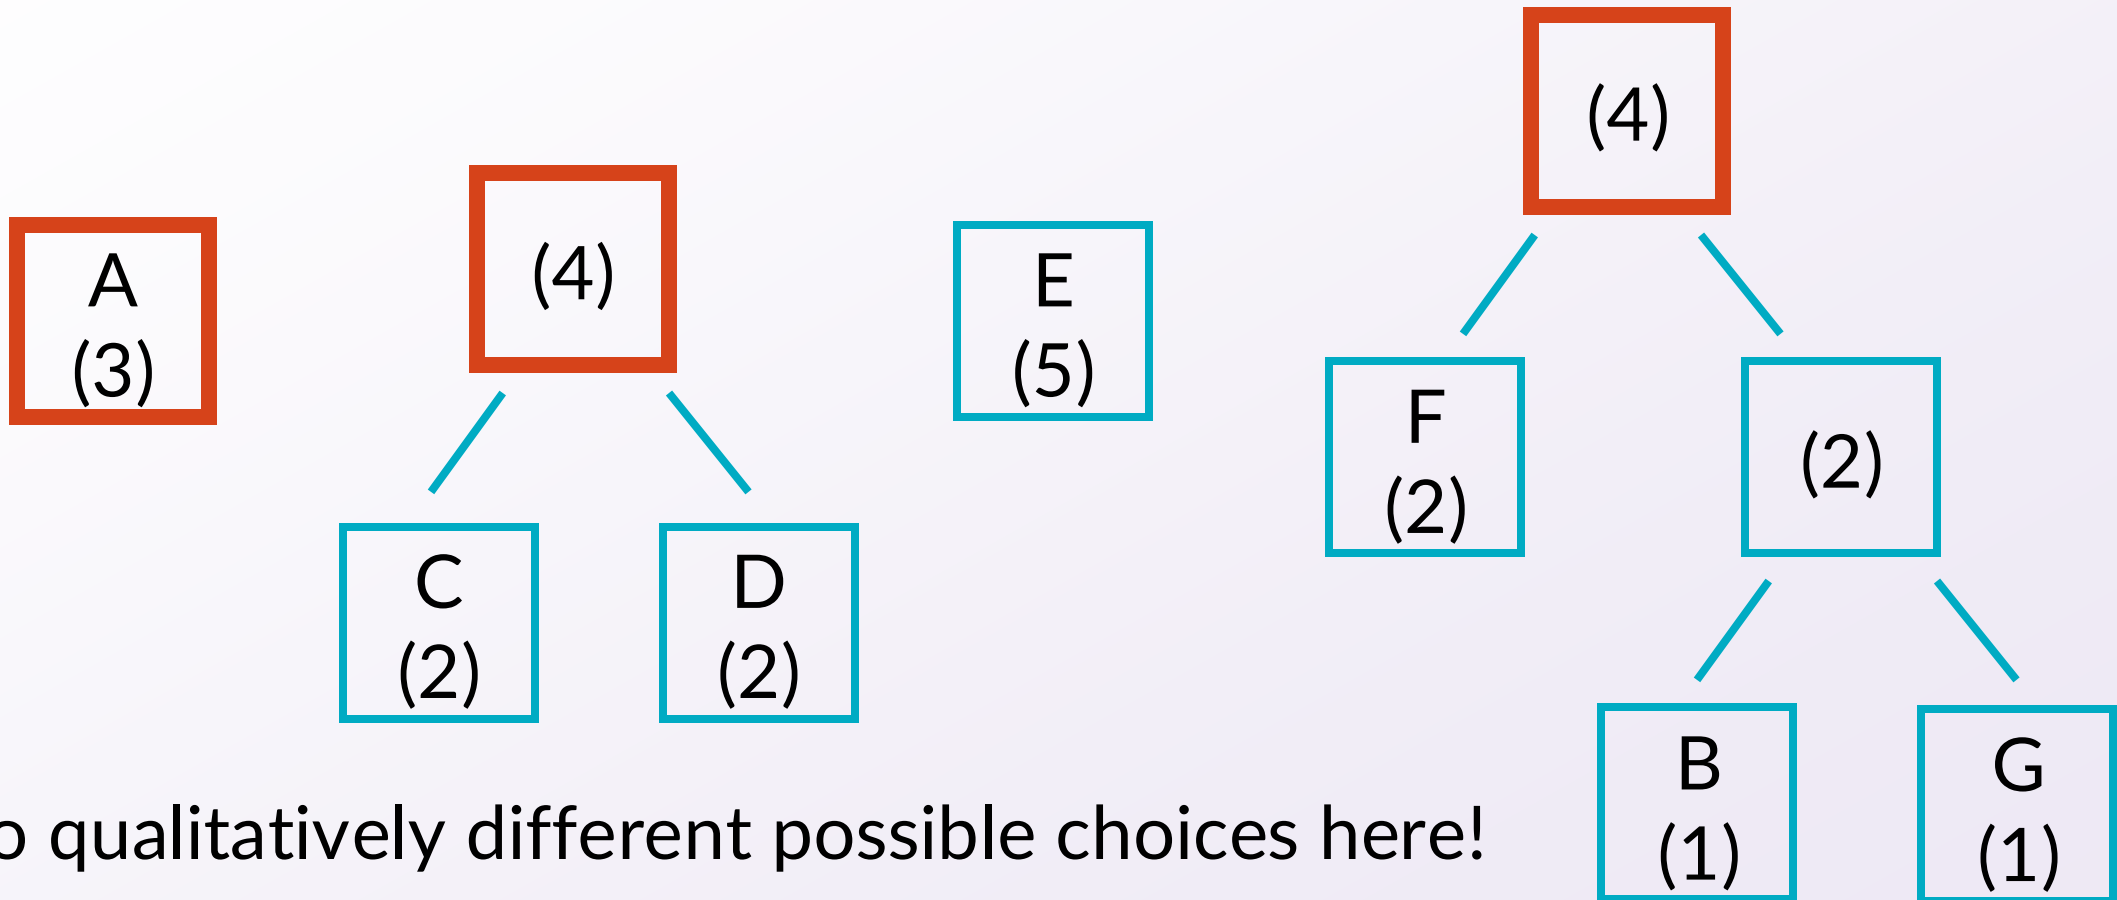 (4)
(4)
A
(3)
E
(5)
F
(2)
(2)
C
(2)
D
(2)
B
(1)
G
(1)
qualitatively different possible choices here!